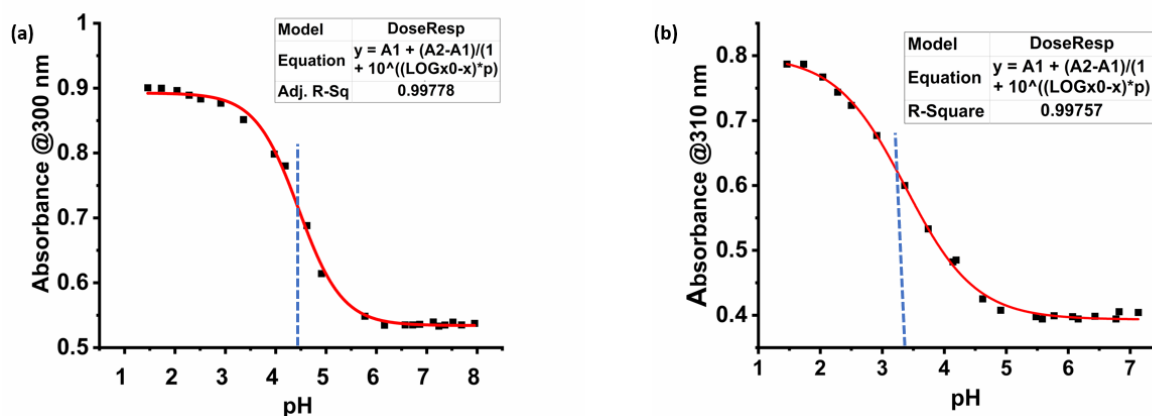 (a)
Absorbance @300 nm
1
0.9
0.8
0.7
0.6
0.5
Model DoseResp
Equation y = A1 + (A2-A1)/(1
+ 10^((LOGx0-x)*p)
Adj. R-Sq 0.99778
1 2 3 4 5 6 7 8
pH
(b)
Absorbance @310 nm
0.8
0.7
0.6
0.5
0.4
Model DoseResp
Equation y = A1 + (A2-A1)/(1
+ 10^((LOGx0-x)*p)
R-Square 0.99757
1 2 3 4 5 6 7
pH